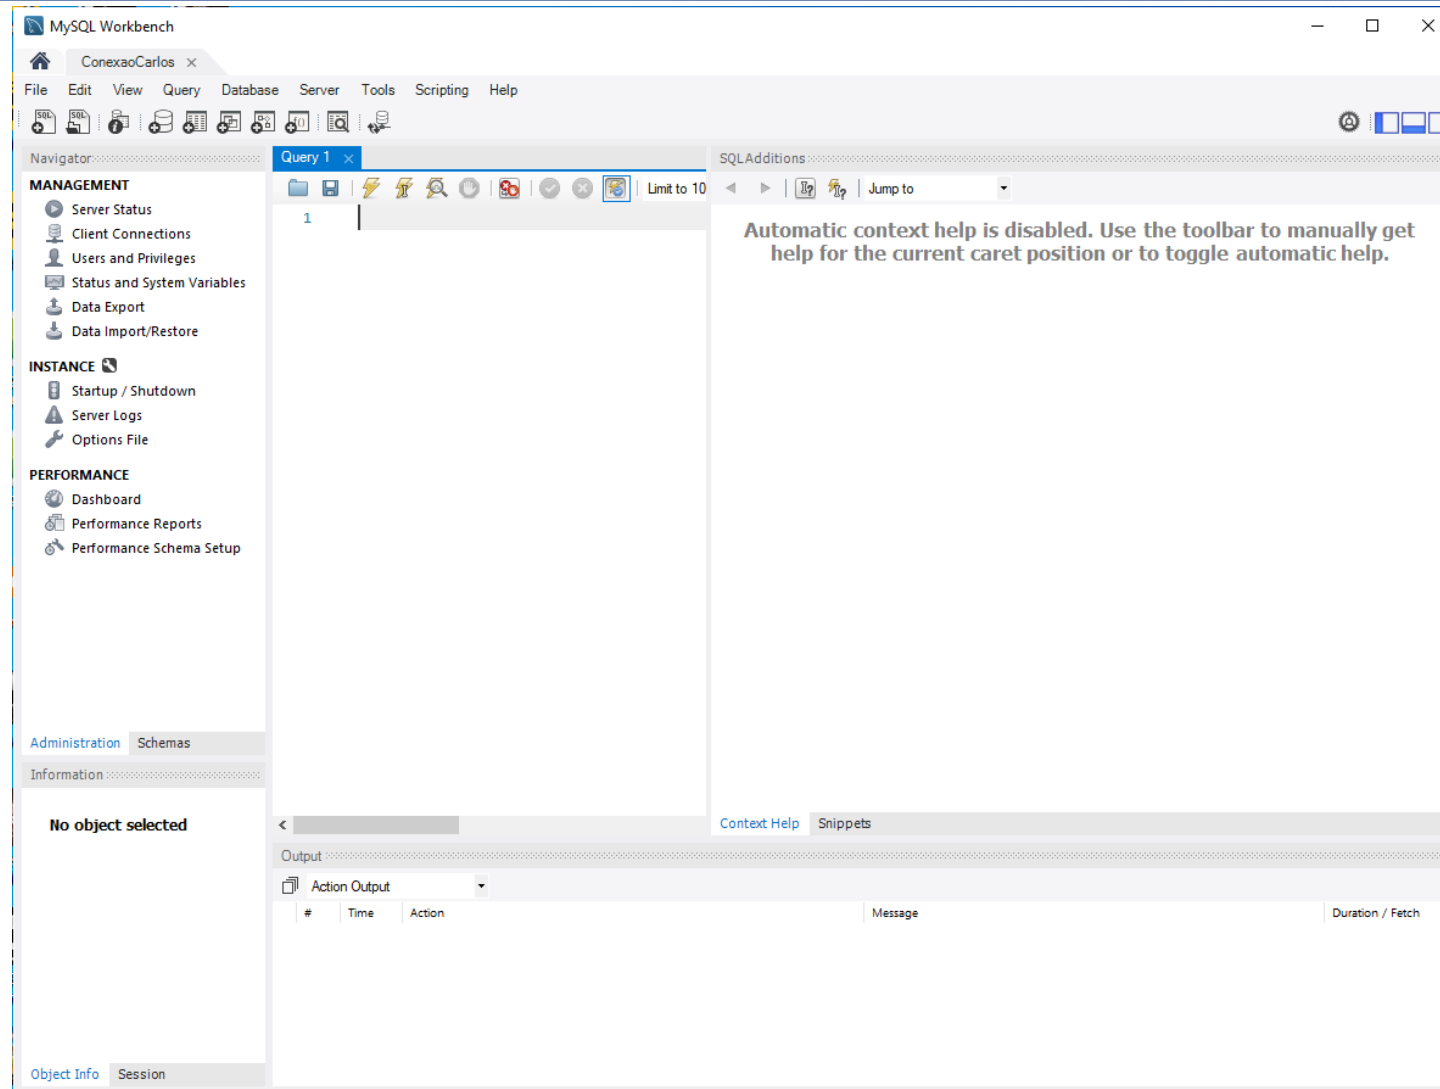 MySQL Workbench
ConexaoCarlos
File Edit View Query Database Server Tools Scripting Help
Navigator
MANAGEMENT
Server Status
Client Connections
Users and Privileges
Status and System Variables
Data Export
Data Import/Restore
INSTANCE
Startup / Shutdown
Server Logs
Options File
PERFORMANCE
Dashboard
Performance Reports
Performance Schema Setup
Administration Schemas
Information
No object selected
Object Info Session
Query 1
Limit to 10
1
SQLAdditions
Jump to
Automatic context help is disabled. Use the toolbar to manually get
help for the current caret position or to toggle automatic help.
Context Help Snippets
Output
Action Output
# Time Action Message Duration / Fetch